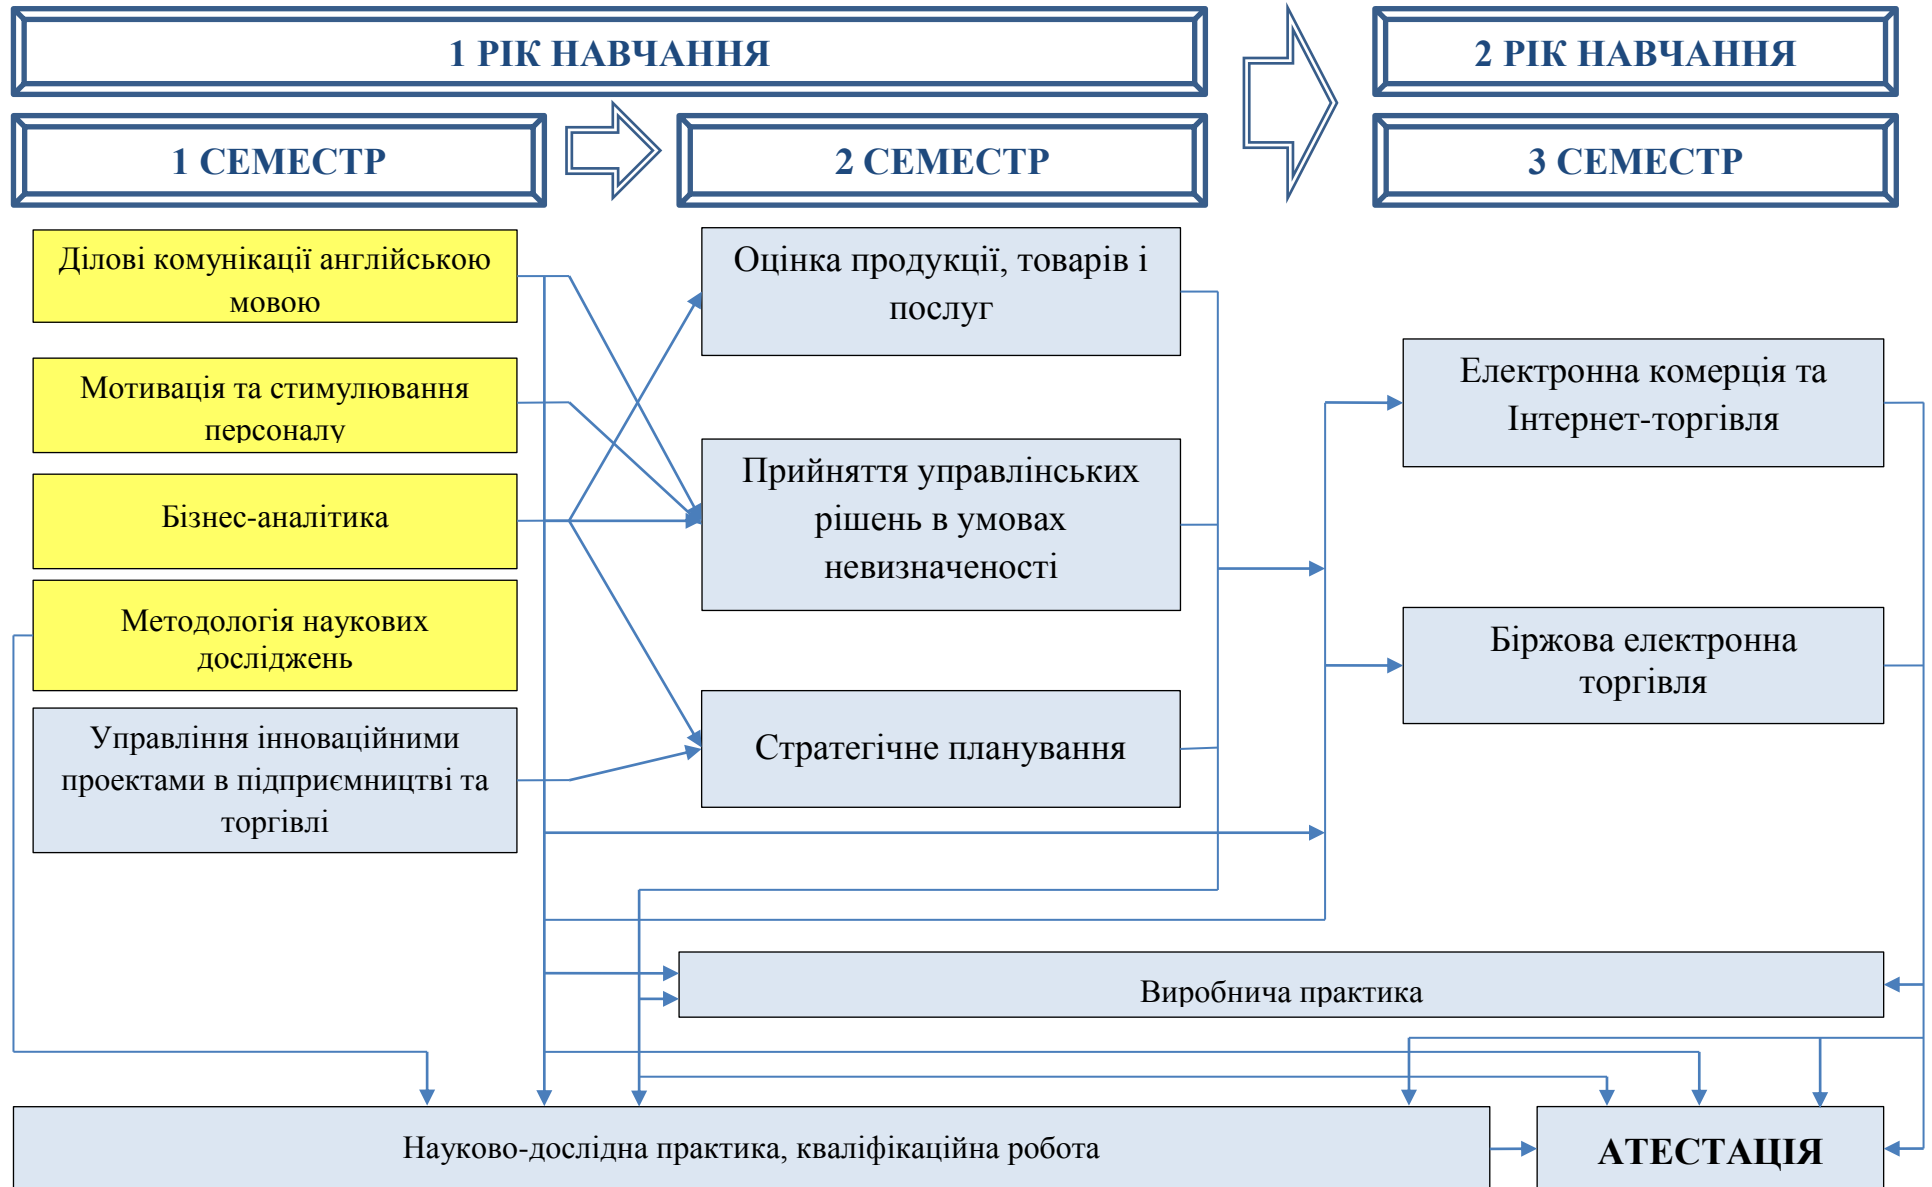 1 РІК НАВЧАННЯ
2 РІК НАВЧАННЯ
1 СЕМЕСТР
2 СЕМЕСТР
3 СЕМЕСТР
Ділові комунікації англійською
мовою
Мотивація та стимулювання
персоналу
Бізнес-аналітика
Методологія наукових
досліджень
Управління інноваційними
проектами в підприємництві та
торгівлі
Оцінка продукції, товарів і
послуг
Прийняття управлінських
рішень в умовах
невизначеності
Стратегічне планування
Електронна комерція та
Інтернет-торгівля
Біржова електронна
торгівля
Виробнича практика
Науково-дослідна практика, кваліфікаційна робота
АТЕСТАЦІЯ